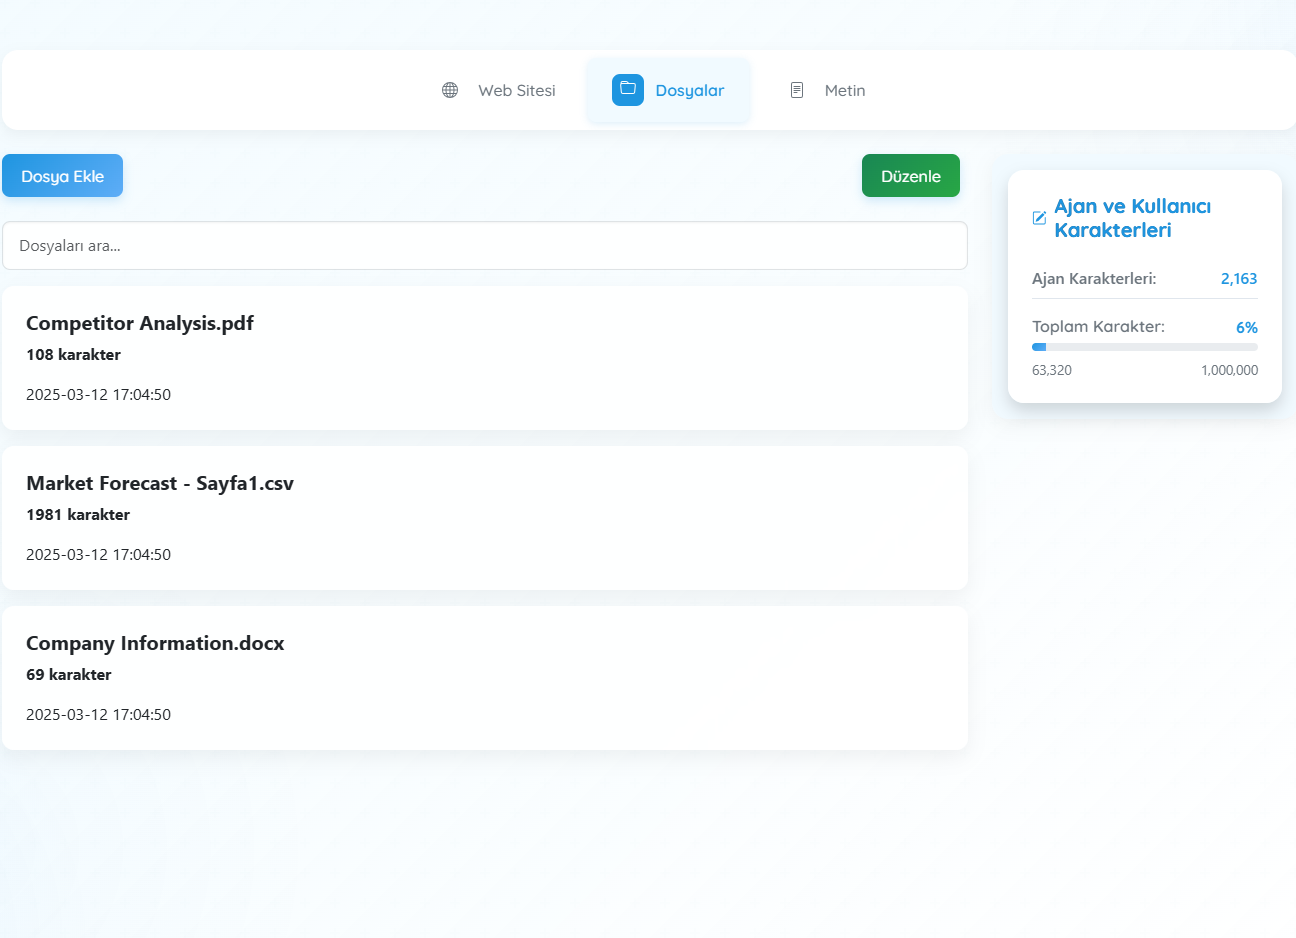 Web Sitesi
Dosyalar
Metin
Dosya Ekle
Düzenle
Dosyaları ara...
Competitor Analysis.pdf
108 karakter
2025-03-12 17:04:50
Market Forecast - Sayfa1.csv
1981 karakter
2025-03-12 17:04:50
Company Information.docx
69 karakter
2025-03-12 17:04:50
Ajan ve Kullanıcı
Karakterleri
Ajan Karakterleri: 2,163
Toplam Karakter: 6%
63,320 1,000,000